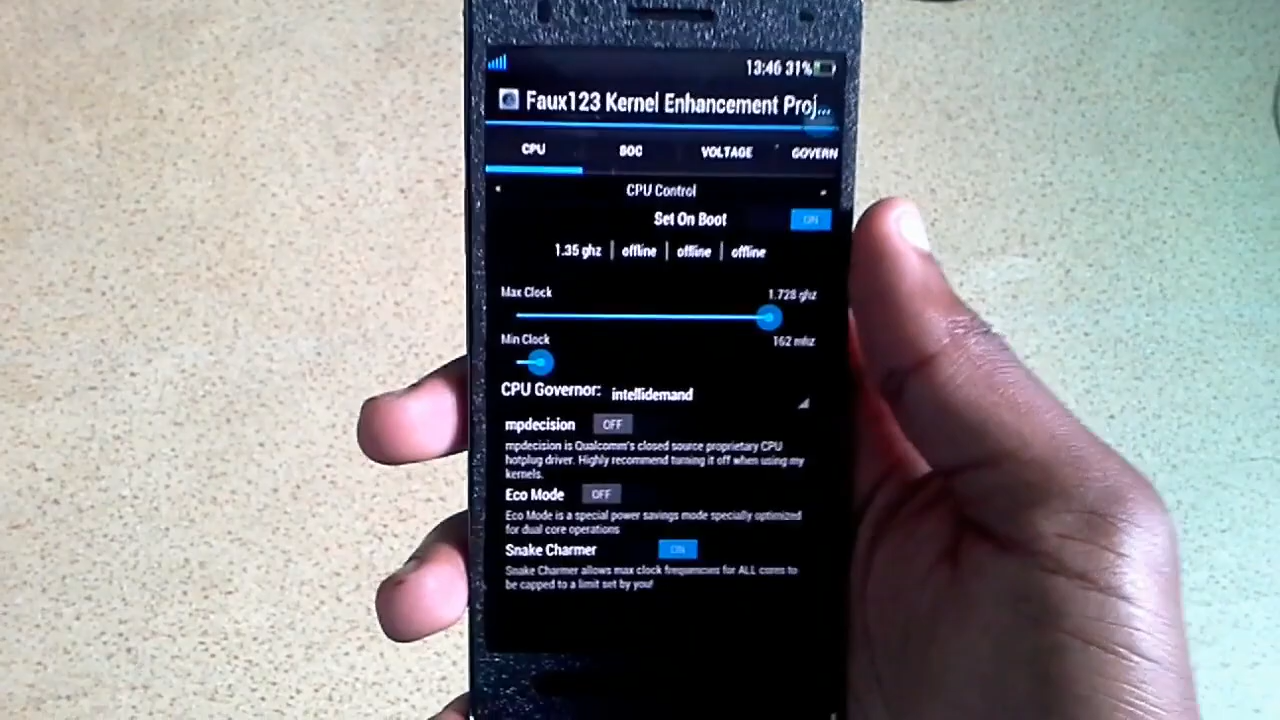 13:46 31%
Faux123 Kernel Enhancement Proj...
CPU SOC VOLTAGE GOVERN
CPU Control
Set On Boot ON
1.35 ghz | offline | offline | offline
Max Clock 1.728 ghz
Min Clock 162 mhz
CPU Governor: intellidemand
mpdecision OFF
mpdecision is Qualcomm's closed source proprietary CPU
hotplug driver. Highly recommend turning it off when using my
kernels.
Eco Mode OFF
Eco Mode is a special power savings mode specially optimized
for dual core operations
Snake Charmer ON
Snake Charmer allows max clock frequencies for ALL cores to
be capped to a limit set by you!